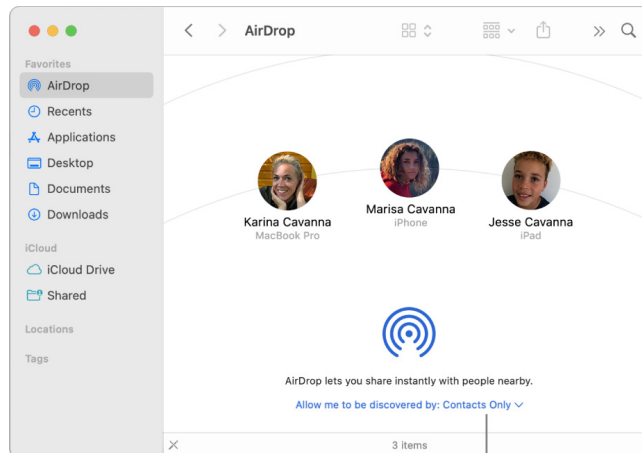 AirDrop
Favorites
AirDrop
Recents
Applications
Desktop
Documents
Downloads
iCloud
iCloud Drive
Shared
Locations
Tags
Karina Cavanna
MacBook Pro
Marisa Cavanna
iPhone
Jesse Cavanna
iPad
AirDrop lets you share instantly with people nearby.
Allow me to be discovered by: Contacts Only
3 items